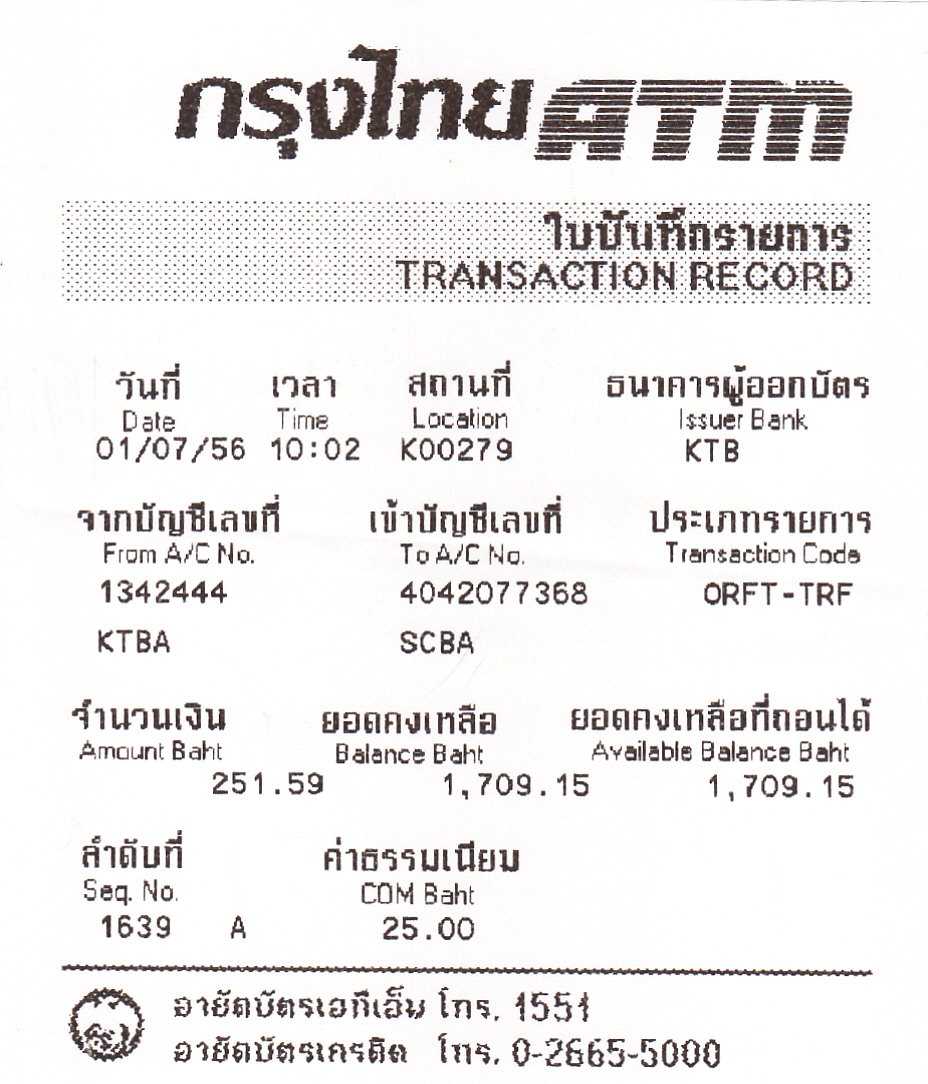 กรุงไทย ATM
ใบบันทึกรายการ
TRANSACTION RECORD
วันที่ เวลา สถานที่ ธนาคารผู้ออกบัตร
Date Time Location Issuer Bank
01/07/56 10:02 K00279 KTB
จากบัญชีเลขที่ เข้าบัญชีเลขที่ ประเภทรายการ
From A/C No. To A/C No. Transaction Code
1342444 4042077368 ORFT-TRF
KTBA SCBA
จำนวนเงิน ยอดคงเหลือ ยอดคงเหลือที่ถอนได้
Amount Baht Balance Baht Available Balance Baht
251.59 1,709.15 1,709.15
ลำดับที่ ค่าธรรมเนียม
Seq. No. COM Baht
1639 A 25.00
อายัดบัตรเอทีเอ็ม โทร. 1551
อายัดบัตรเครดิต โทร. 0-2665-5000